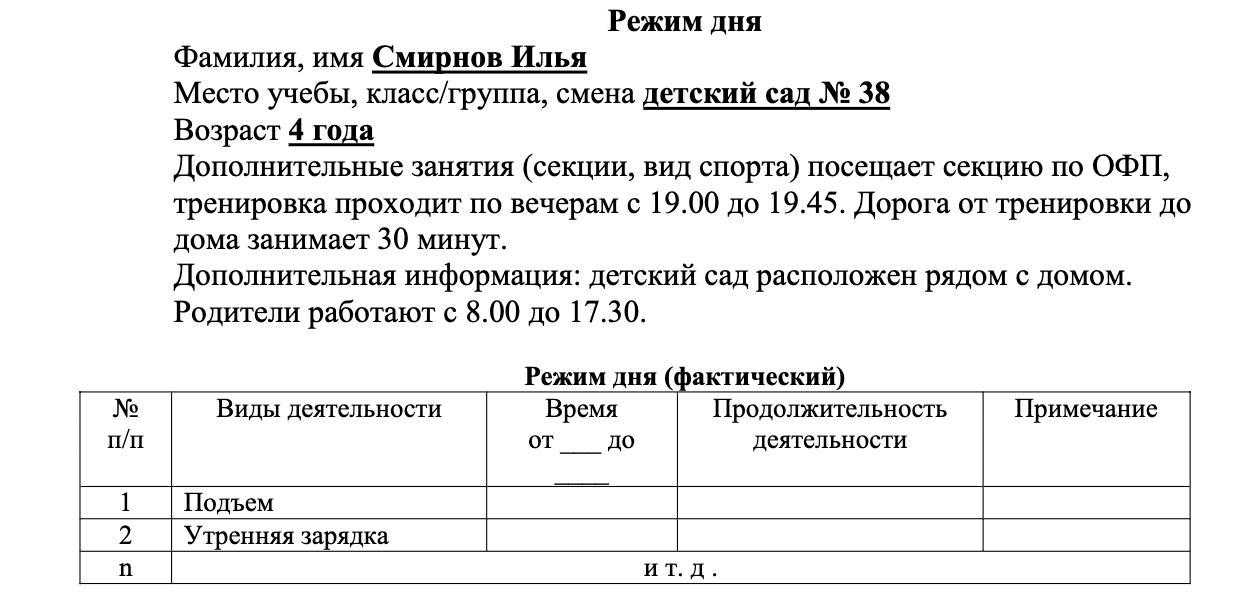 Режим дня
Фамилия, имя Смирнов Илья
Место учебы, класс/группа, смена детский сад № 38
Возраст 4 года
Дополнительные занятия (секции, вид спорта) посещает секцию по ОФП,
тренировка проходит по вечерам с 19.00 до 19.45. Дорога от тренировки до
дома занимает 30 минут.
Дополнительная информация: детский сад расположен рядом с домом.
Родители работают с 8.00 до 17.30.
Режим дня (фактический)
№ Виды деятельности Время Продолжительность Примечание
п/п от ___ до деятельности
____
1 Подъем
2 Утренняя зарядка
n и т. д .